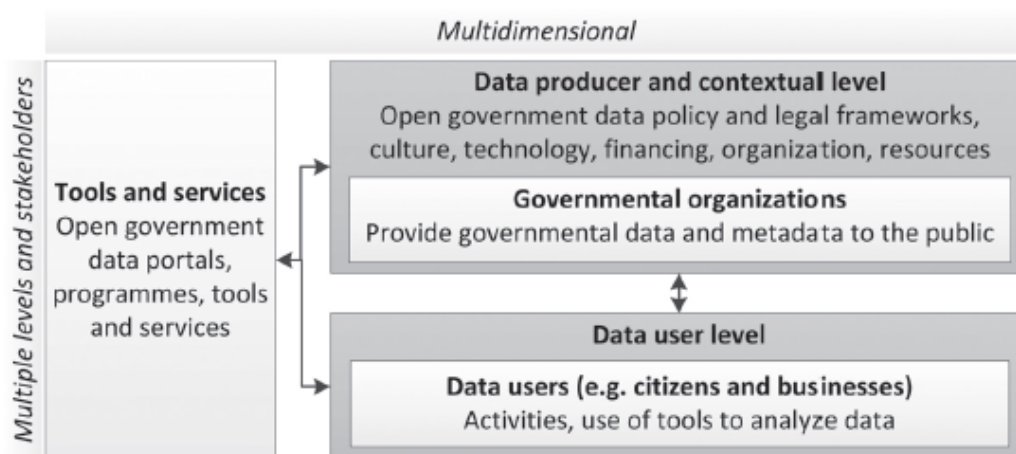 Multidimensional
Multiple levels and stakeholders
Tools and services
Open government
data portals,
programmes, tools
and services
Data producer and contextual level
Open government data policy and legal frameworks,
culture, technology, financing, organization, resources
Governmental organizations
Provide governmental data and metadata to the public
Data user level
Data users (e.g. citizens and businesses)
Activities, use of tools to analyze data